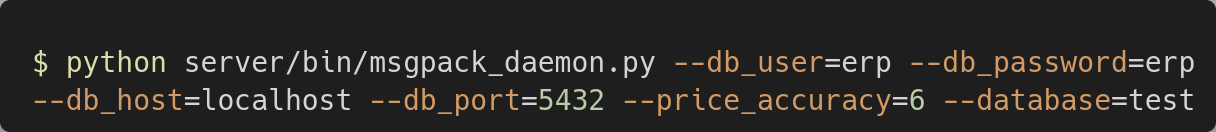 $ python server/bin/msgpack_daemon.py --db_user=erp --db_password=erp
--db_host=localhost --db_port=5432 --price_accuracy=6 --database=test